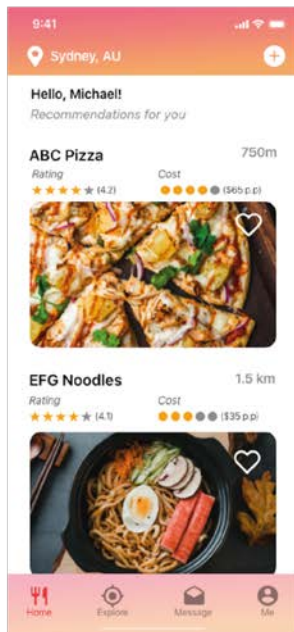 9:41
Sydney, AU
Hello, Michael!
Recommendations for you
ABC Pizza 750m
Rating Cost
(4.2) ($65 p.p)
EFG Noodles 1.5 km
Rating Cost
(4.1) ($35 p.p)
Home Explore Message Me